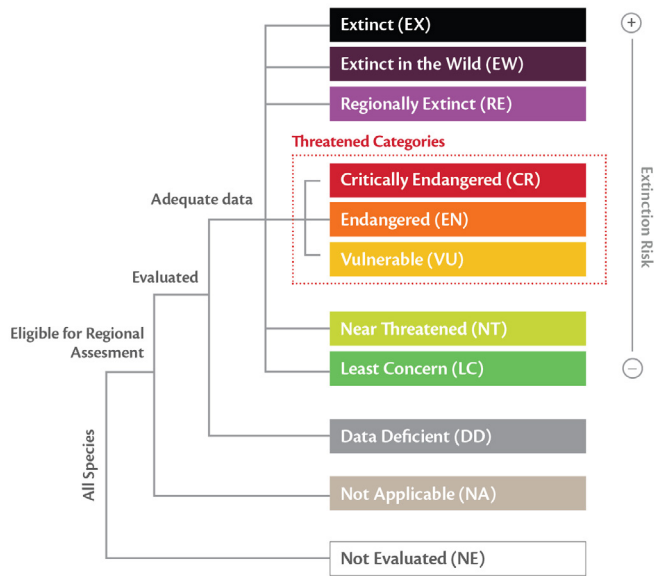 Extinct (EX)
Extinct in the Wild (EW)
Regionally Extinct (RE)
Threatened Categories
Critically Endangered (CR)
Adequate data
Endangered (EN)
Vulnerable (VU)
Evaluated
Eligible for Regional
Assesment
Near Threatened (NT)
Least Concern (LC)
All Species
Data Deficient (DD)
Not Applicable (NA)
Not Evaluated (NE)
+
Extinction Risk
−